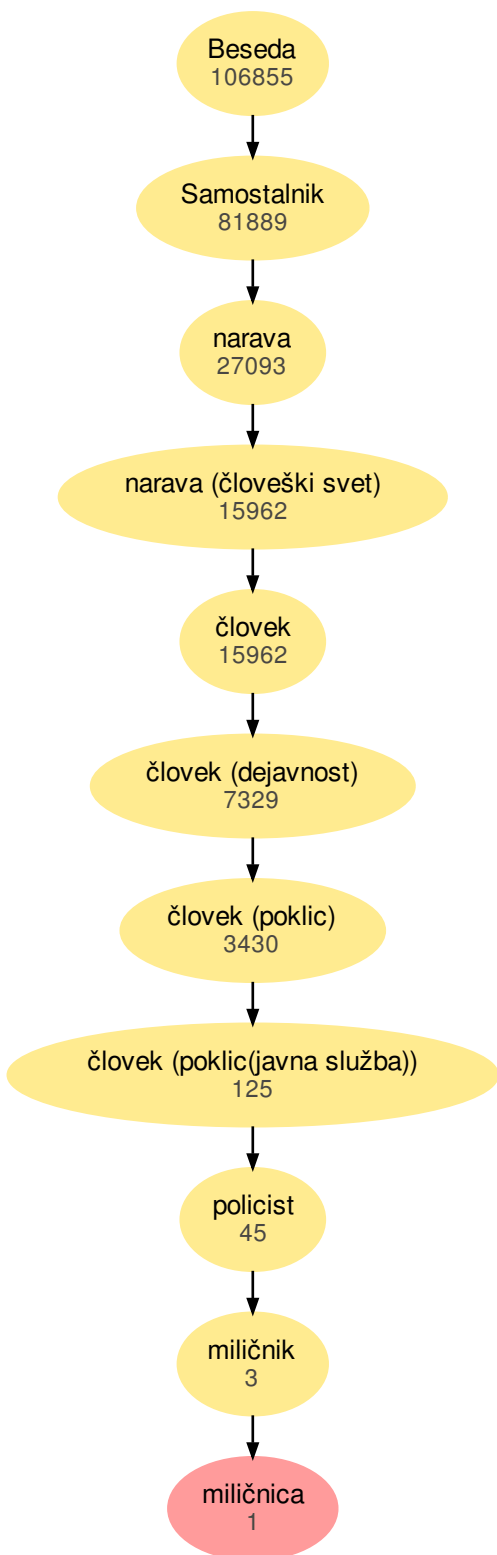 Beseda
106855
Samostalnik
81889
narava
27093
narava (človeški svet)
15962
človek
15962
človek (dejavnost)
7329
človek (poklic)
3430
človek (poklic(javna služba))
125
policist
45
miličnik
3
miličnica
1